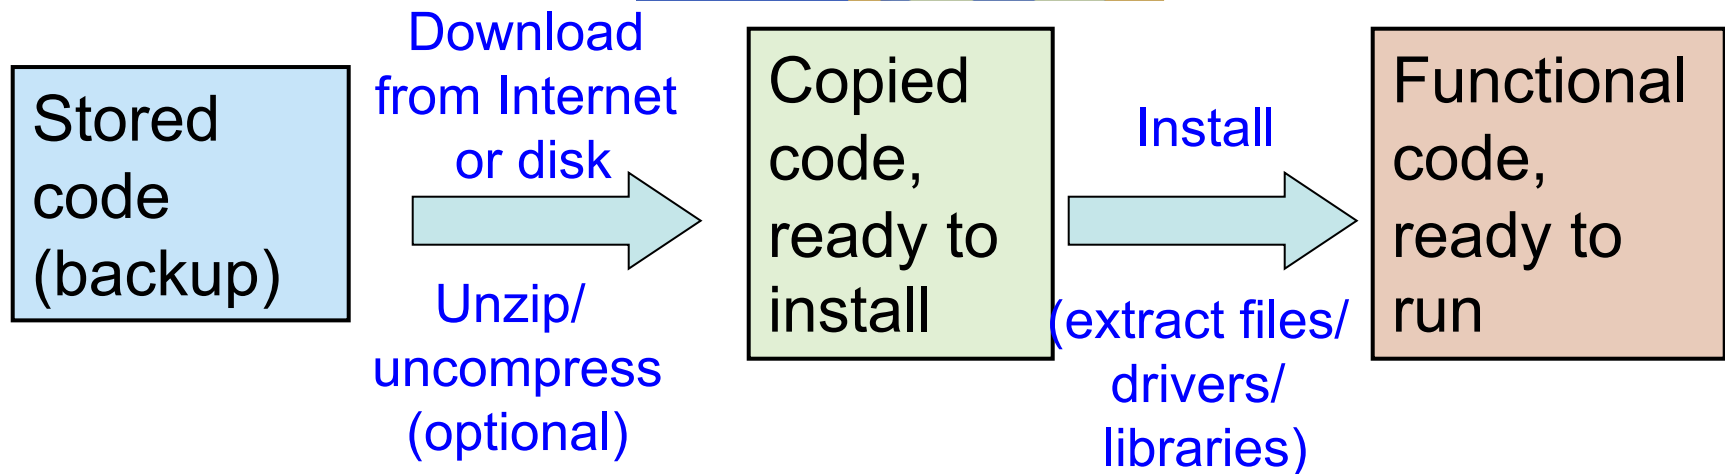 Stored
code
(backup)
Download
from Internet
or disk
Unzip/
uncompress
(optional)
Copied
code,
ready to
install
Install
(extract files/
drivers/
libraries)
Functional
code,
ready to
run